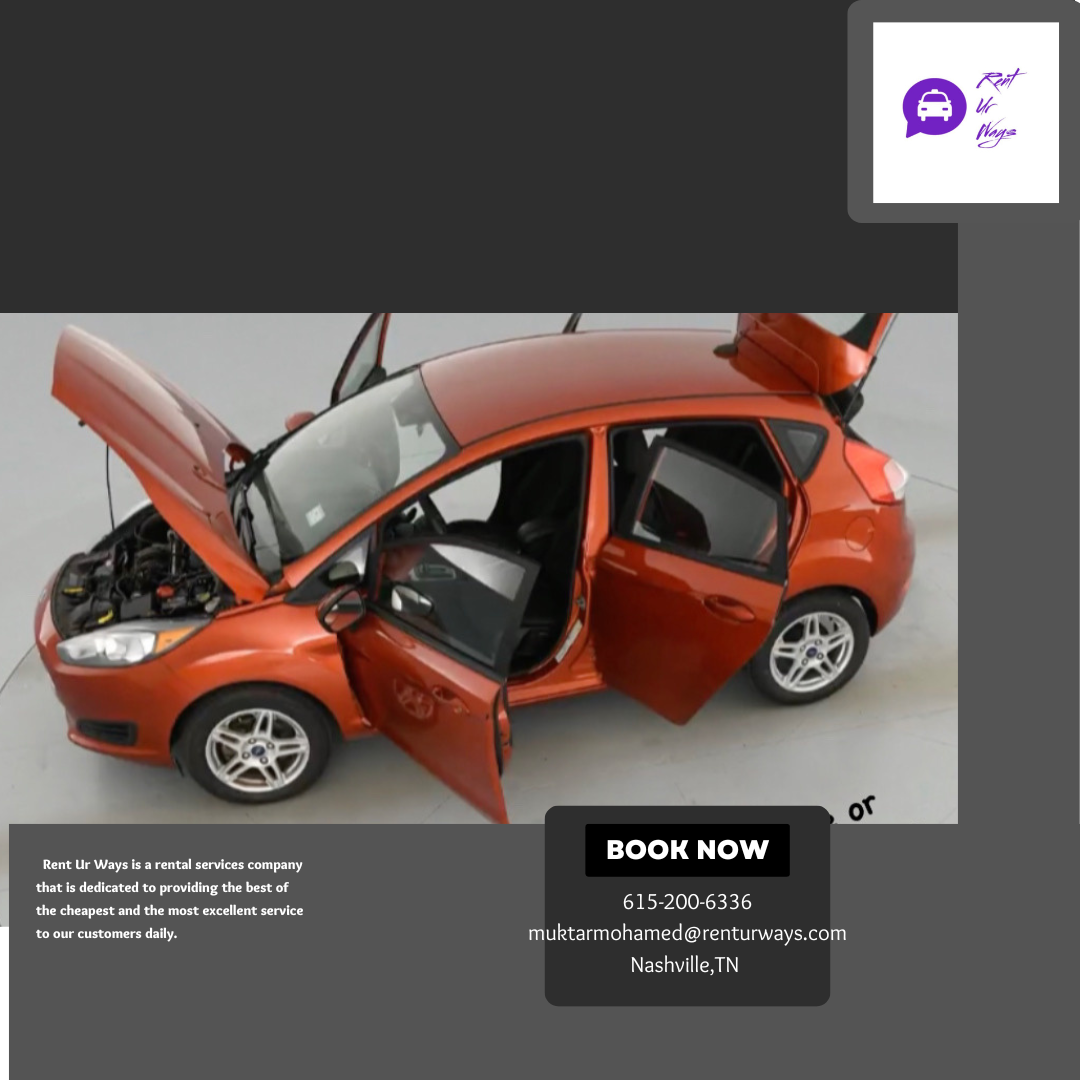 Rent
Ur
Ways
or
BOOK NOW
615-200-6336
muktarmohamed@renturways.com
Nashville,TN
Rent Ur Ways is a rental services company
that is dedicated to providing the best of
the cheapest and the most excellent service
to our customers daily.